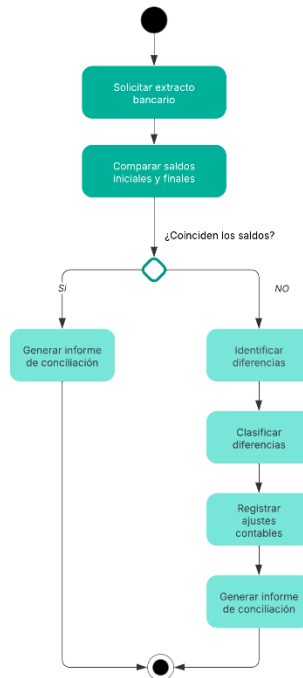 Solicitar extracto
bancario
Comparar saldos
iniciales y finales
¿Coinciden los saldos?
SI
NO
Generar informe
de conciliación
Identificar
diferencias
Clasificar
diferencias
Registrar
ajustes
contables
Generar informe
de conciliación